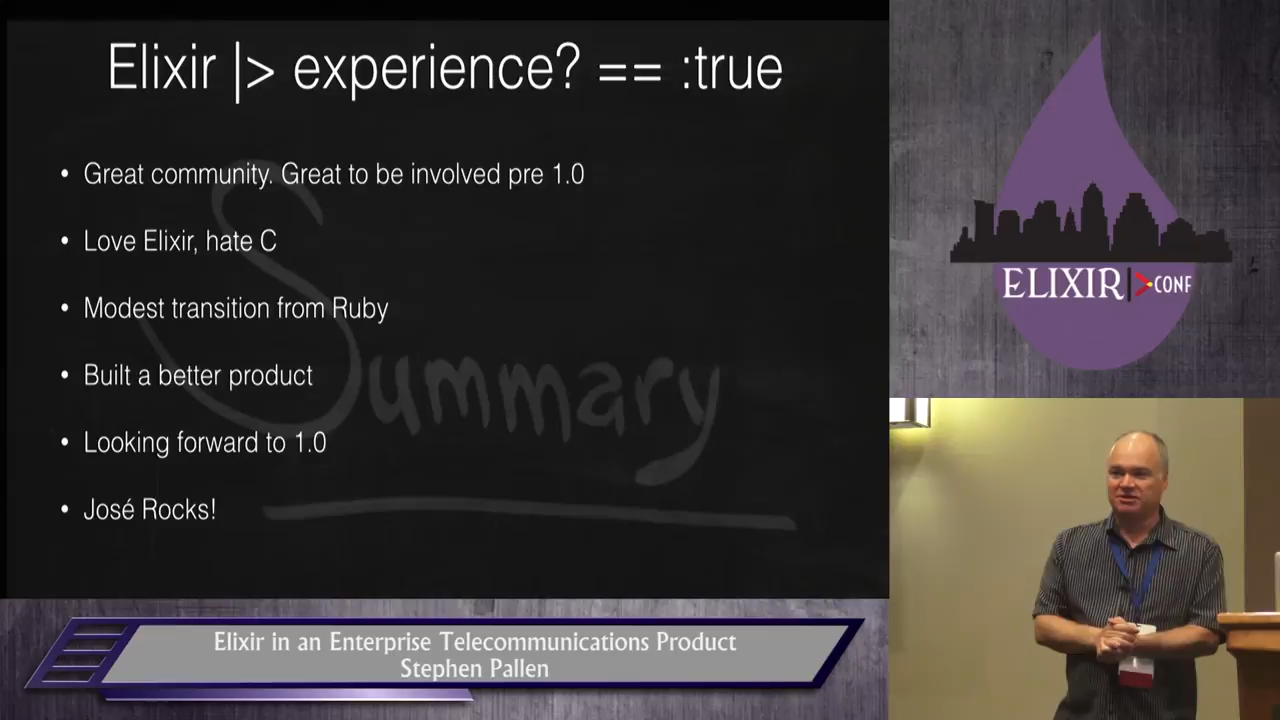 Elixir |> experience? == :true
• Great community. Great to be involved pre 1.0
• Love Elixir, hate C
• Modest transition from Ruby
• Built a better product
• Looking forward to 1.0
• José Rocks!
Summary
ELIXIR|>CONF
Elixir in an Enterprise Telecommunications Product
Stephen Pallen